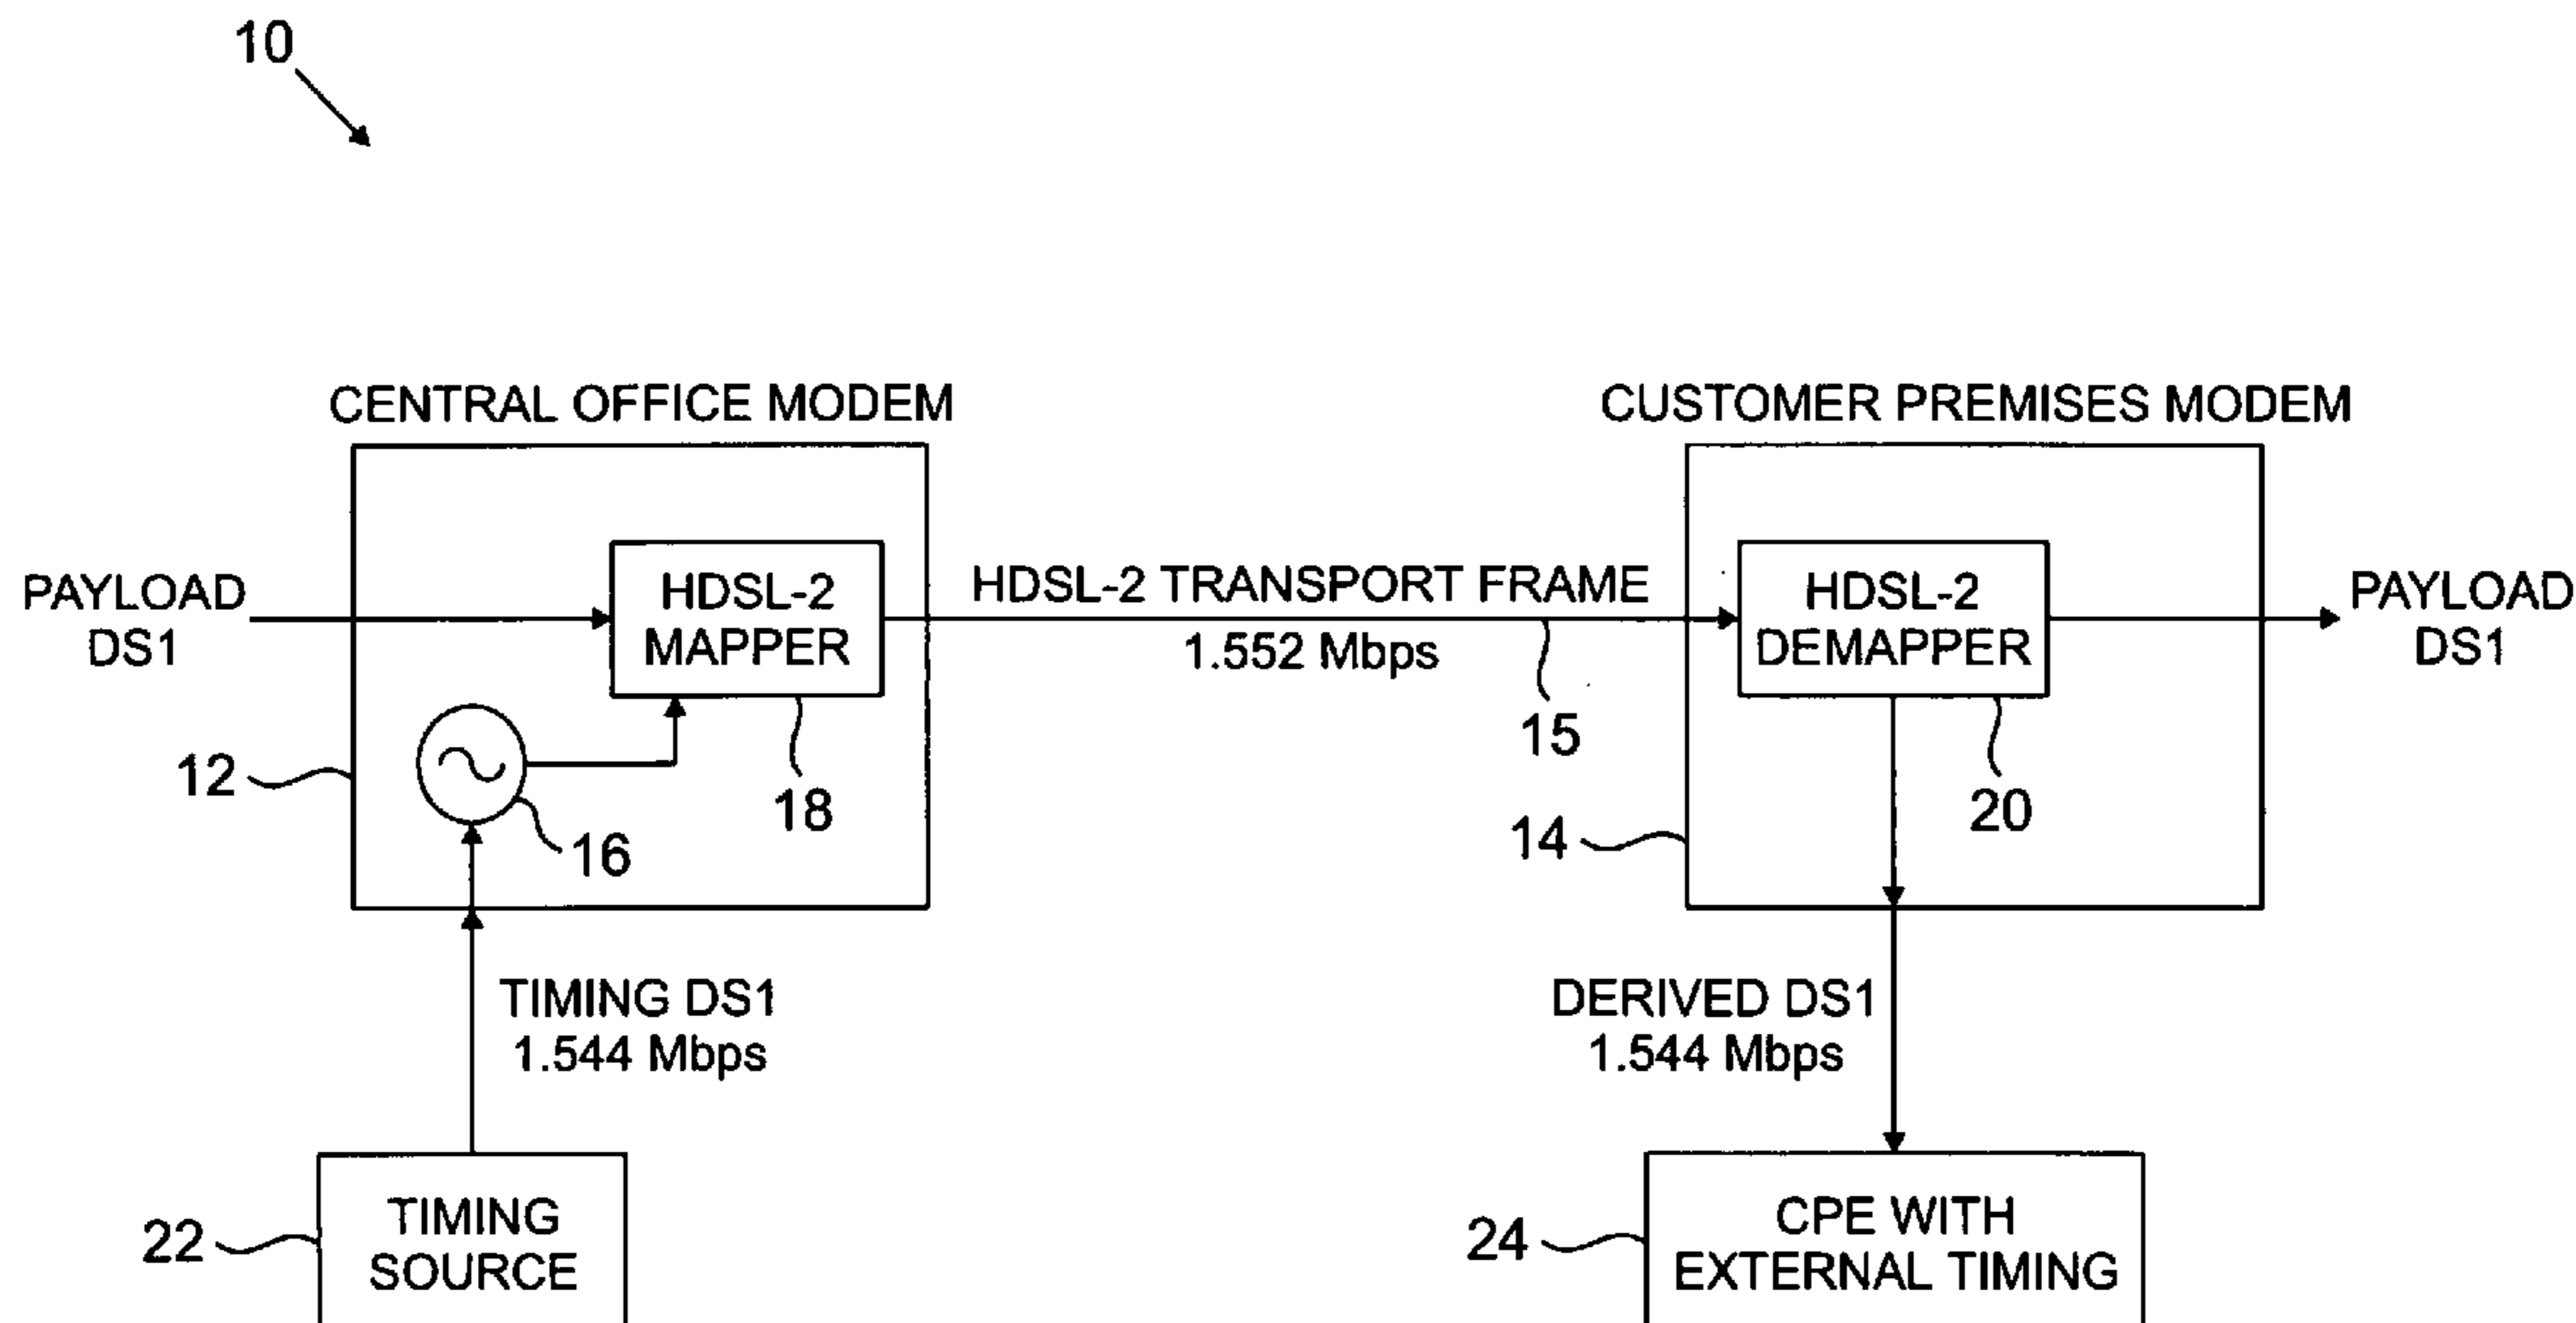 10
CENTRAL OFFICE MODEM
CUSTOMER PREMISES MODEM
PAYLOAD
DS1
HDSL-2
MAPPER
HDSL-2 TRANSPORT FRAME
1.552 Mbps
HDSL-2
DEMAPPER
PAYLOAD
DS1
15
12
16
18
14
20
TIMING DS1
1.544 Mbps
DERIVED DS1
1.544 Mbps
22
TIMING
SOURCE
24
CPE WITH
EXTERNAL TIMING